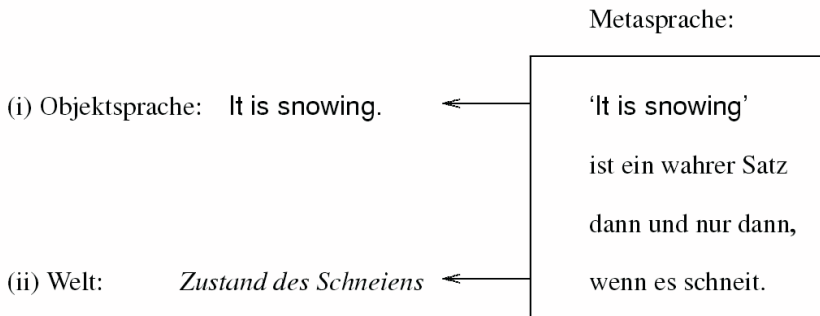 Metasprache:
(i) Objektsprache: It is snowing. ‘It is snowing’
ist ein wahrer Satz
dann und nur dann,
(ii) Welt: Zustand des Schneiens wenn es schneit.